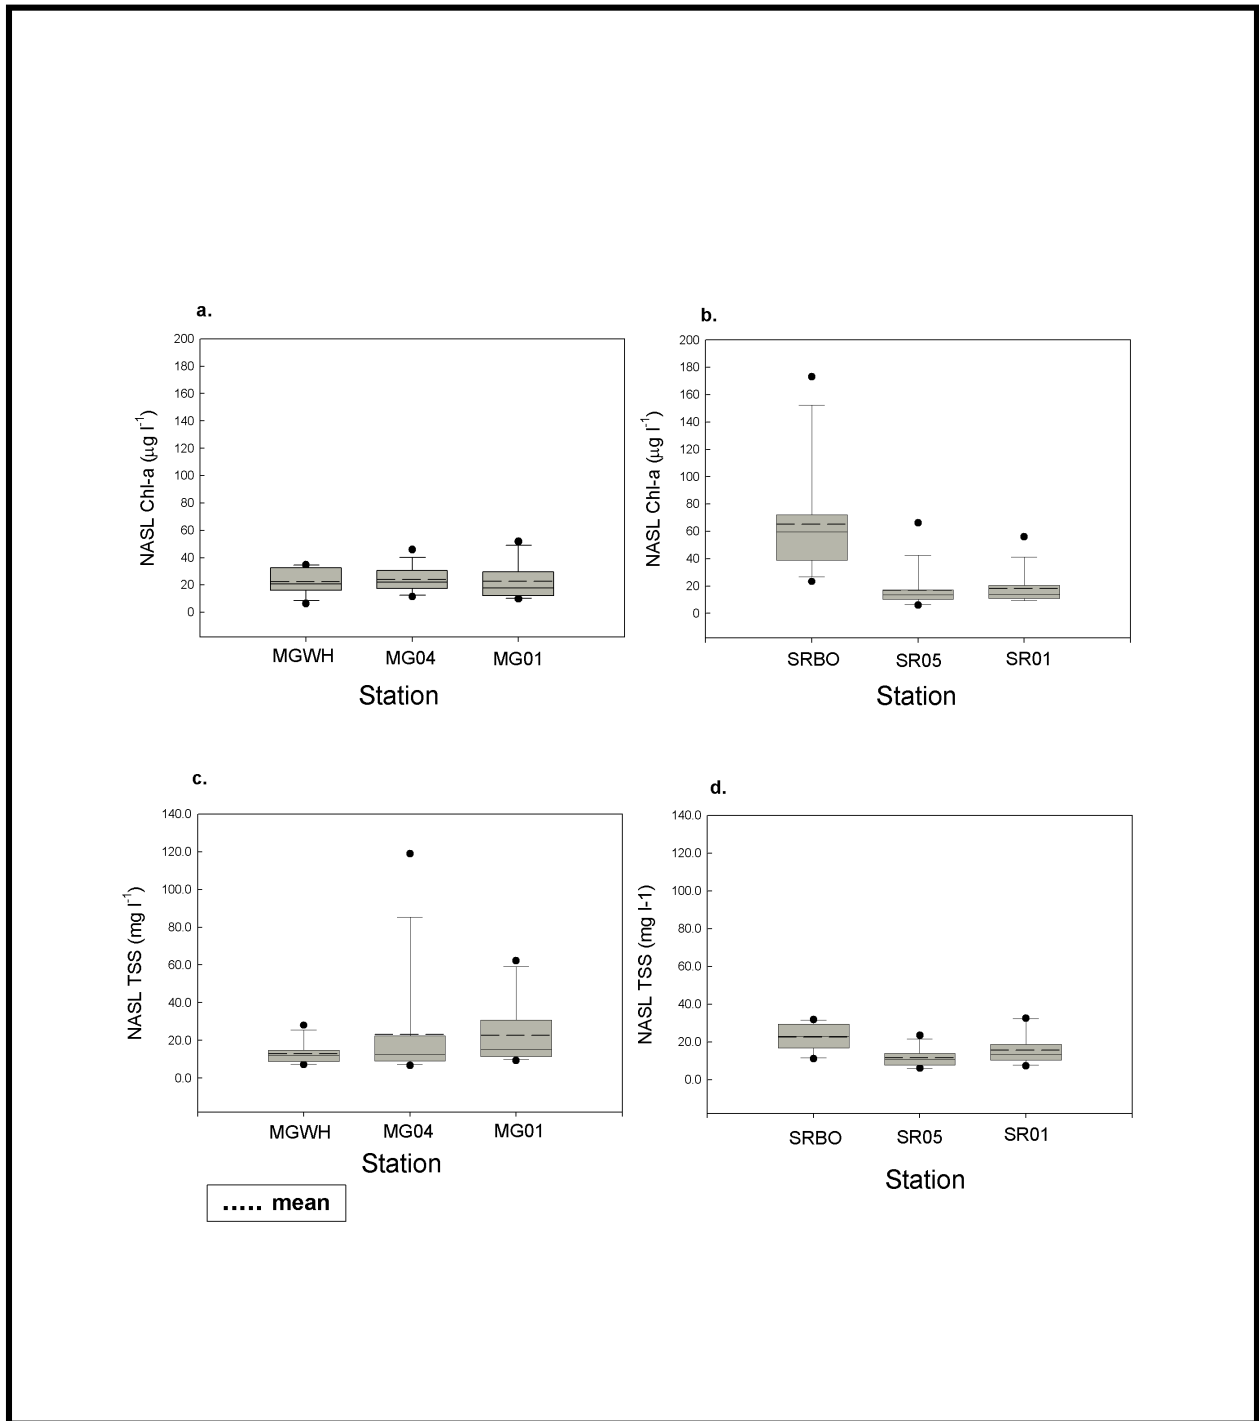 a.
NASL Chl-a (µg l⁻¹)
200
180
160
140
120
100
80
60
40
20
0
MGWH MG04 MG01
Station
b.
NASL Chl-a (µg l⁻¹)
200
180
160
140
120
100
80
60
40
20
0
SRBO SR05 SR01
Station
c.
NASL TSS (mg l⁻¹)
140.0
120.0
100.0
80.0
60.0
40.0
20.0
0.0
MGWH MG04 MG01
Station
..... mean
d.
NASL TSS (mg l-1)
140.0
120.0
100.0
80.0
60.0
40.0
20.0
0.0
SRBO SR05 SR01
Station